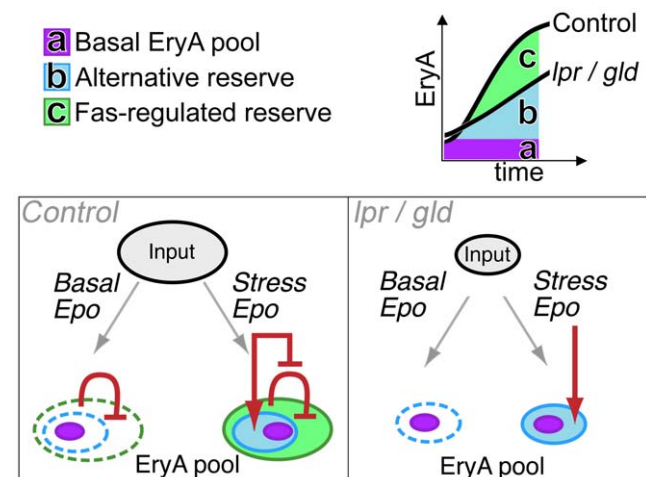 a Basal EryA pool
b Alternative reserve
c Fas-regulated reserve
EryA
Control
lpr / gld
c
b
a
time
Control
Input
Basal Epo
Stress Epo
EryA pool
lpr / gld
Input
Basal Epo
Stress Epo
EryA pool